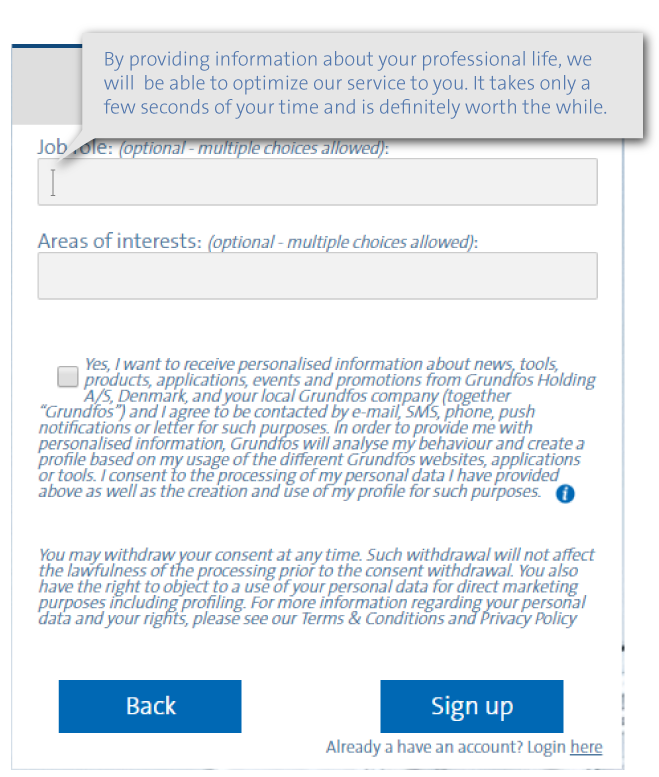 By providing information about your professional life, we
will be able to optimize our service to you. It takes only a
few seconds of your time and is definitely worth the while.
Job role: (optional - multiple choices allowed):
Areas of interests: (optional - multiple choices allowed):
Yes, I want to receive personalised information about news, tools,
products, applications, events and promotions from Grundfos Holding
A/S, Denmark, and your local Grundfos company (together
“Grundfos”) and I agree to be contacted by e-mail, SMS, phone, push
notifications or letter for such purposes. In order to provide me with
personalised information, Grundfos will analyse my behaviour and create a
profile based on my usage of the different Grundfos websites, applications
or tools. I consent to the processing of my personal data I have provided
above as well as the creation and use of my profile for such purposes. i
You may withdraw your consent at any time. Such withdrawal will not affect
the lawfulness of the processing prior to the consent withdrawal. You also
have the right to object to a use of your personal data for direct marketing
purposes including profiling. For more information regarding your personal
data and your rights, please see our Terms & Conditions and Privacy Policy
Back
Sign up
Already a have an account? Login here